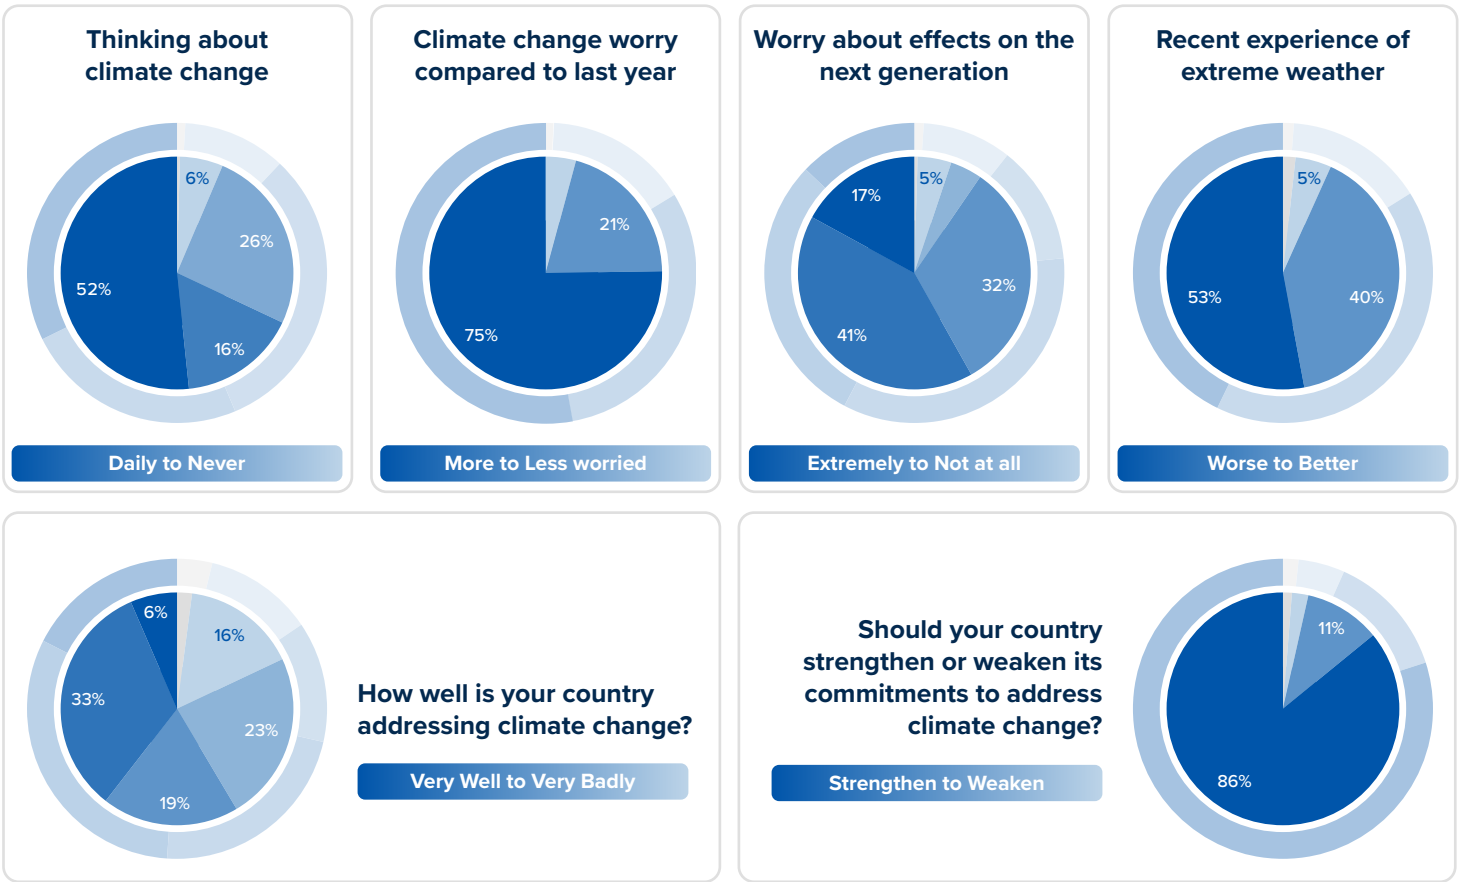 Thinking about
climate change
6%
26%
52%
16%
Daily to Never
Climate change worry
compared to last year
21%
75%
More to Less worried
Worry about effects on the
next generation
17%
5%
32%
41%
Extremely to Not at all
Recent experience of
extreme weather
5%
53%
40%
Worse to Better
6%
16%
33%
23%
19%
How well is your country
addressing climate change?
Very Well to Very Badly
Should your country
strengthen or weaken its
commitments to address
climate change?
Strengthen to Weaken
11%
86%